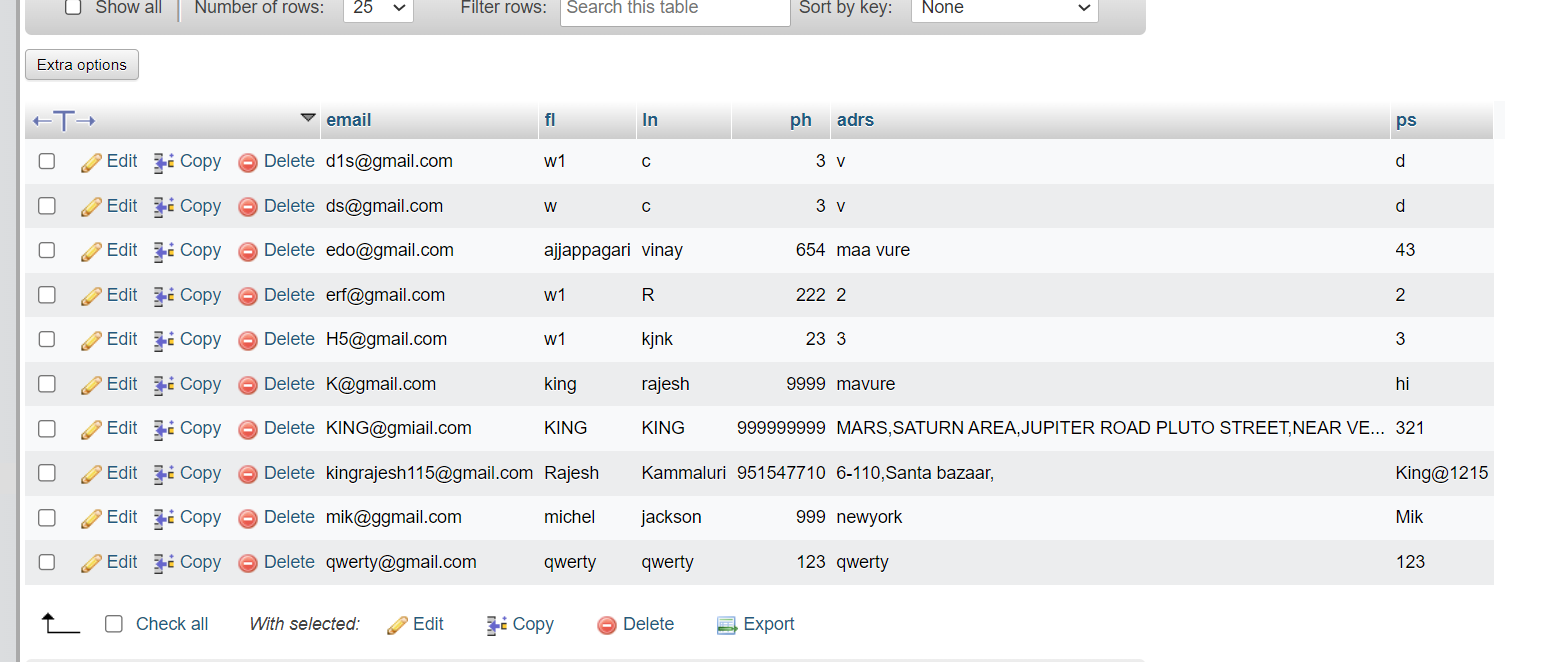 Show all Number of rows: 25 Filter rows: Search this table Sort by key: None
Extra options
←T→ email fl ln ph adrs ps
Edit Copy Delete d1s@gmail.com w1 c 3 v d
Edit Copy Delete ds@gmail.com w c 3 v d
Edit Copy Delete edo@gmail.com ajjappagari vinay 654 maa vure 43
Edit Copy Delete erf@gmail.com w1 R 222 2 2
Edit Copy Delete H5@gmail.com w1 kjnk 23 3 3
Edit Copy Delete K@gmail.com king rajesh 9999 mavure hi
Edit Copy Delete KING@gmiail.com KING KING 999999999 MARS,SATURN AREA,JUPITER ROAD PLUTO STREET,NEAR VE... 321
Edit Copy Delete kingrajesh115@gmail.com Rajesh Kammaluri 951547710 6-110,Santa bazaar, King@1215
Edit Copy Delete mik@ggmail.com michel jackson 999 newyork Mik
Edit Copy Delete qwerty@gmail.com qwerty qwerty 123 qwerty 123
Check all With selected: Edit Copy Delete Export